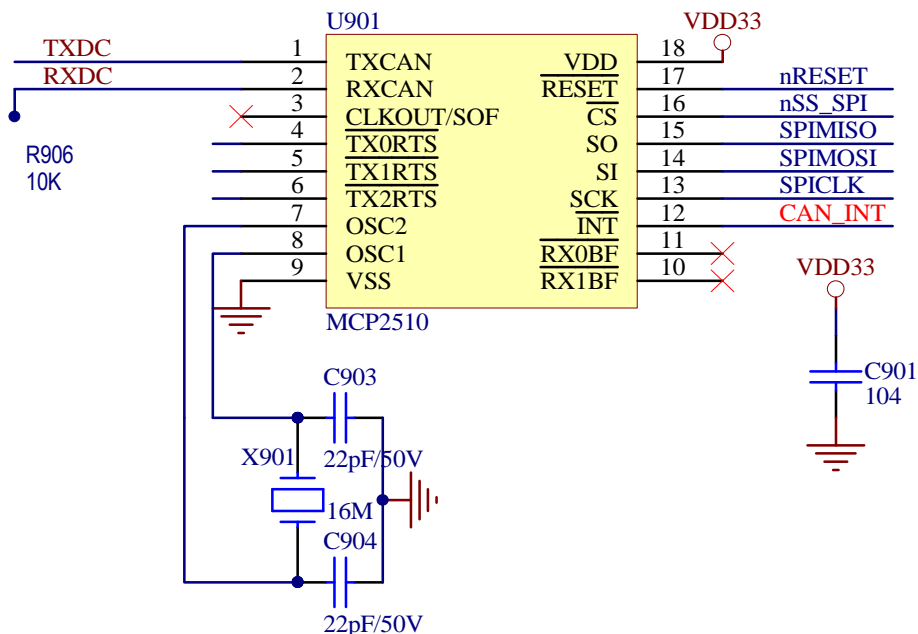 U901
VDD33
TXDC 1 TXCAN VDD 18
RXDC 2 RXCAN RESET 17 nRESET
3 CLKOUT/SOF CS 16 nSS_SPI
4 TX0RTS SO 15 SPIMISO
R906
10K
5 TX1RTS SI 14 SPIMOSI
6 TX2RTS SCK 13 SPICLK
7 OSC2 INT 12 CAN_INT
8 OSC1 RX0BF 11
9 VSS RX1BF 10
MCP2510
VDD33
C901
104
C903
22pF/50V
X901
16M
C904
22pF/50V